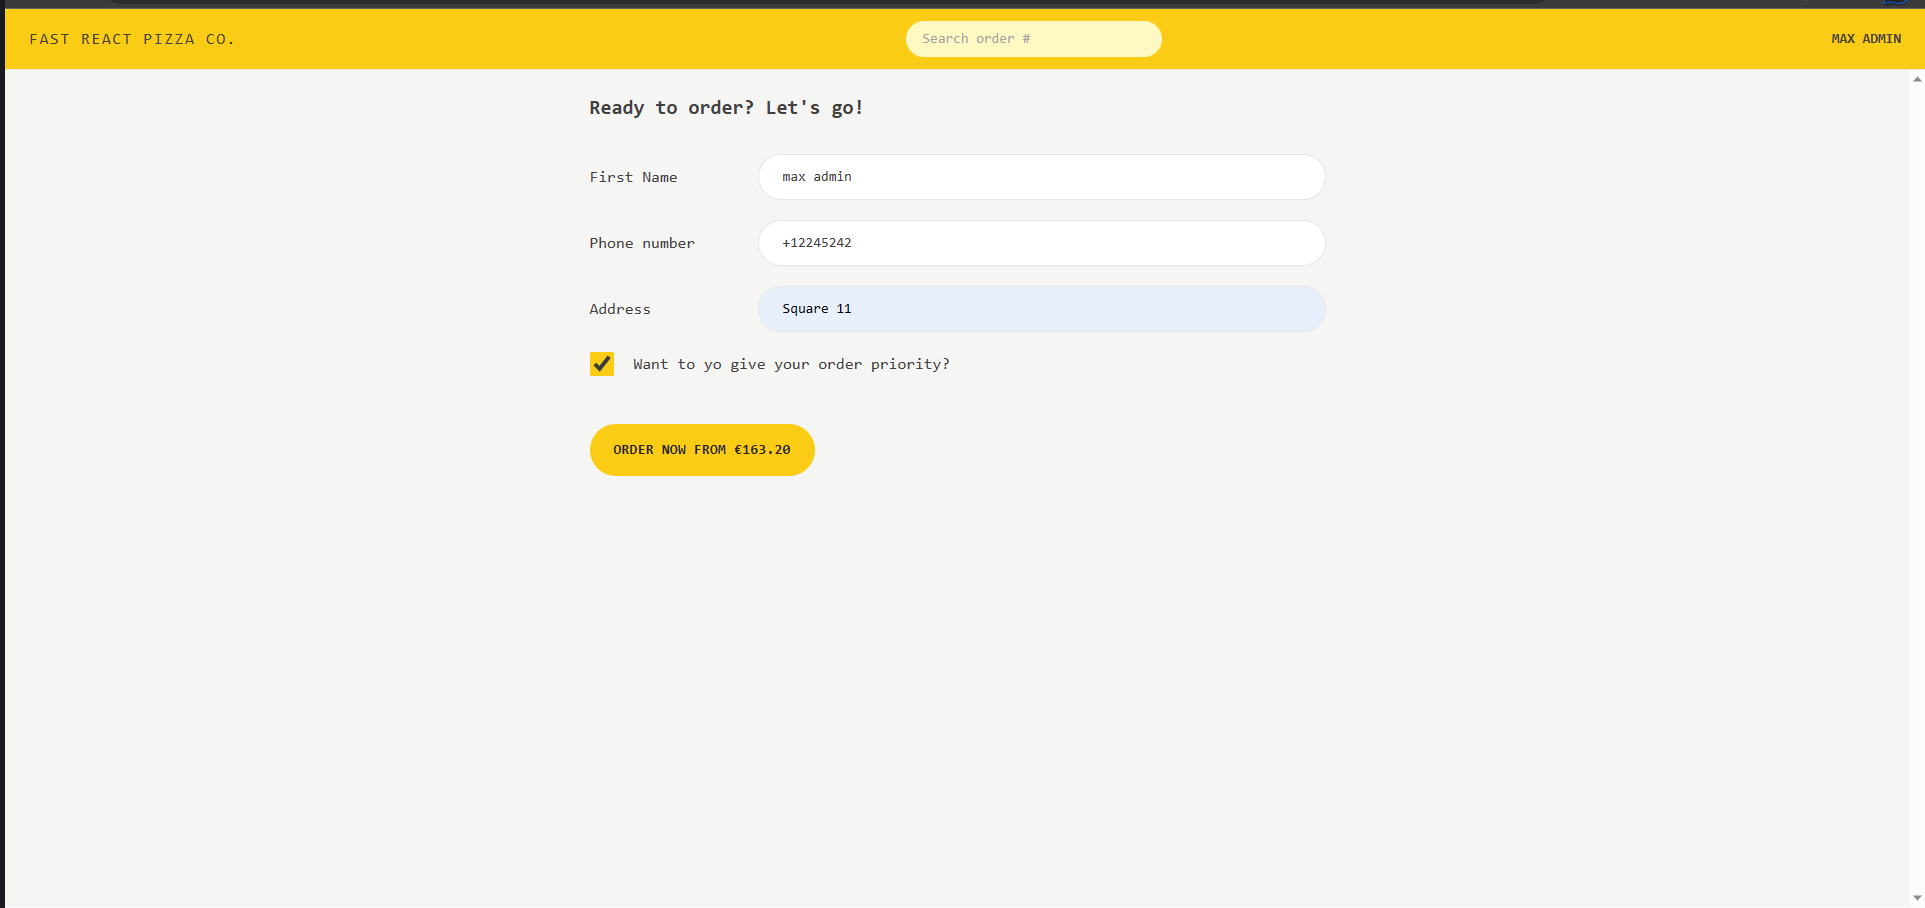 FAST REACT PIZZA CO.
Search order #
MAX ADMIN
Ready to order? Let's go!
First Name
max admin
Phone number
+12245242
Address
Square 11
Want to yo give your order priority?
ORDER NOW FROM €163.20